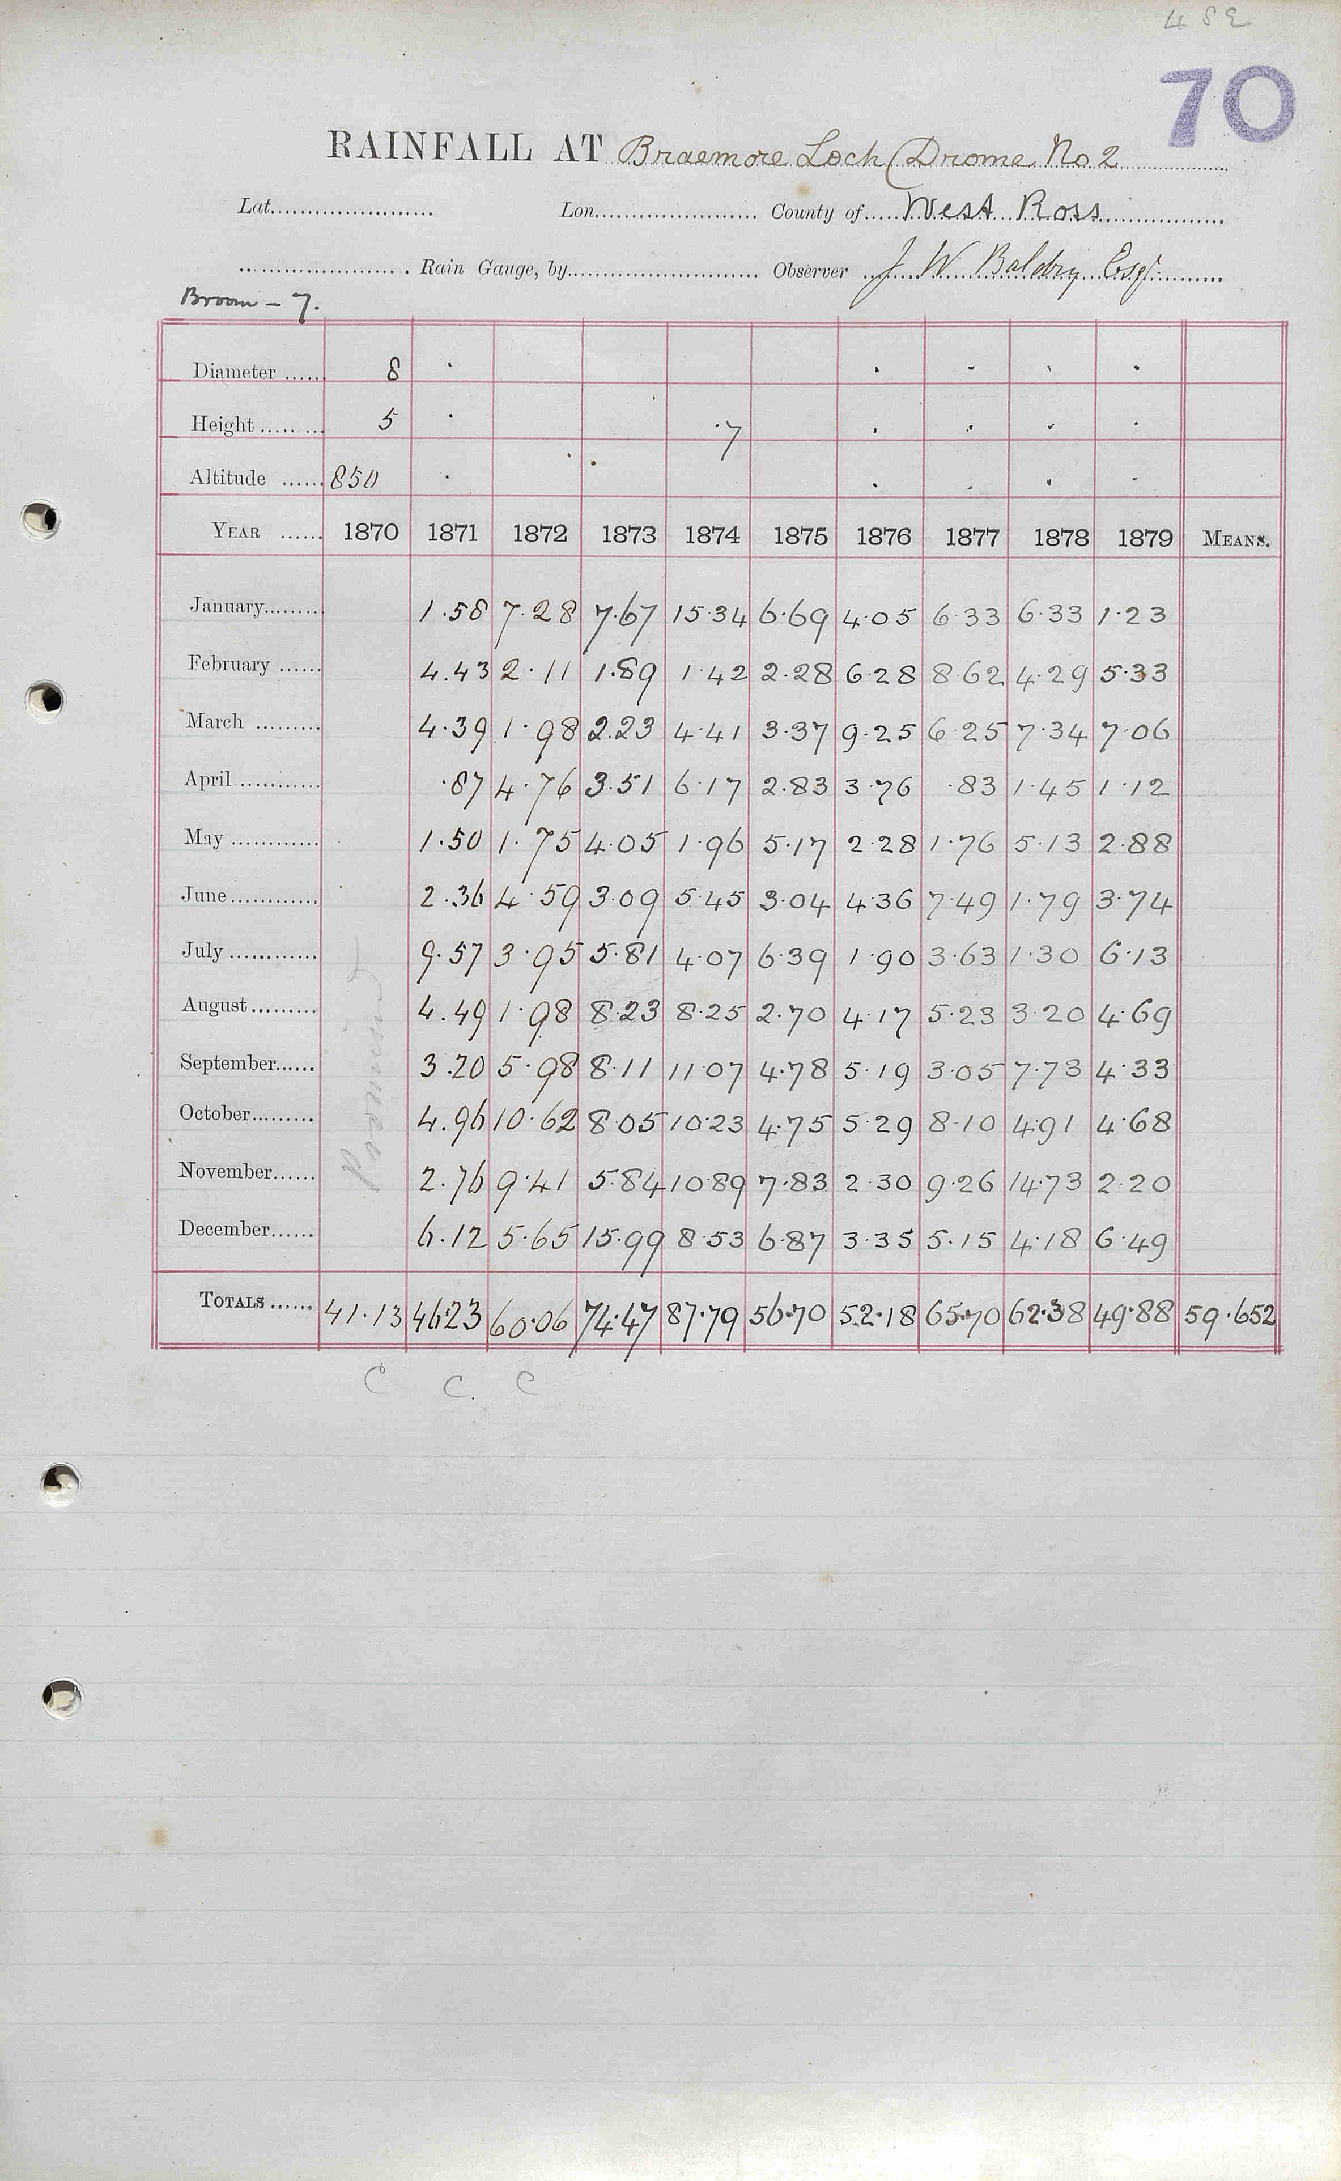 4 S E
70
RAINFALL AT Braemore Loch Drome No 2
Lat. Lon. County of West Ross
Rain Gauge, by Observer J W Baldry Esqr
Broom - 7.
Diameter 8
Height 5 7
Altitude 850
YEAR 1870 1871 1872 1873 1874 1875 1876 1877 1878 1879 MEANS.
January 1.58 7.28 7.67 15.34 6.69 4.05 6.33 6.33 1.23
February 4.43 2.11 1.89 1.42 2.28 6.28 8.62 4.29 5.33
March 4.39 1.98 2.23 4.41 3.37 9.25 6.25 7.34 7.06
April .87 4.76 3.51 6.17 2.83 3.76 .83 1.45 1.12
May 1.50 1.75 4.05 1.96 5.17 2.28 1.76 5.13 2.88
June 2.36 4.59 3.09 5.45 3.04 4.36 7.49 1.79 3.74
July 9.57 3.95 5.81 4.07 6.39 1.90 3.63 1.30 6.13
August 4.49 1.98 8.23 8.25 2.70 4.17 5.23 3.20 4.69
September 3.20 5.98 8.11 11.07 4.78 5.19 3.05 7.73 4.33
October 4.96 10.62 8.05 10.23 4.75 5.29 8.10 4.91 4.68
November 2.76 9.41 5.84 10.89 7.83 2.30 9.26 14.73 2.20
December 6.12 5.65 15.99 8.53 6.87 3.35 5.15 4.18 6.49
TOTALS 41.13 46.23 60.06 74.47 87.79 56.70 52.18 65.70 62.38 49.88 59.652
C C. C